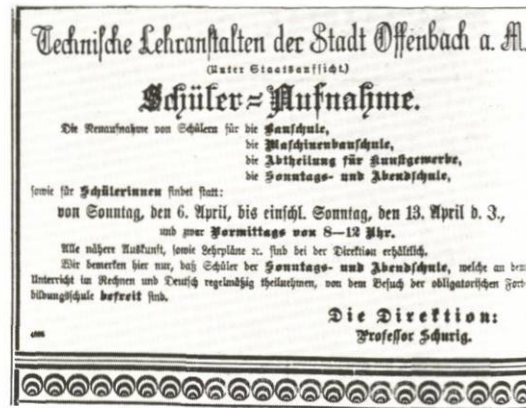 Technische Lehranstalten der Stadt Offenbach a. M.
(Unter Staatsaufsicht)
Schüler-Aufnahme.
Die Neuaufnahme von Schülern für die Bauschule,
die Maschinenbauschule,
die Abtheilung für Kunstgewerbe,
die Sonntags- und Abendschule,
sowie für Schülerinnen findet statt:
von Sonntag, den 6. April, bis einschl. Sonntag, den 13. April d. J.,
und zwar Vormittags von 8—12 Uhr.
Alle nähere Auskunft, sowie Lehrpläne ꝛc. sind bei der Direktion erhältlich.
Wir bemerken hier nur, daß Schüler der Sonntags- und Abendschule, welche an dem
Unterricht im Rechnen und Deutsch regelmäßig theilnehmen, von dem Besuch der obligatorischen Fort-
bildungsschule befreit sind.
Die Direktion:
Professor Schurig.